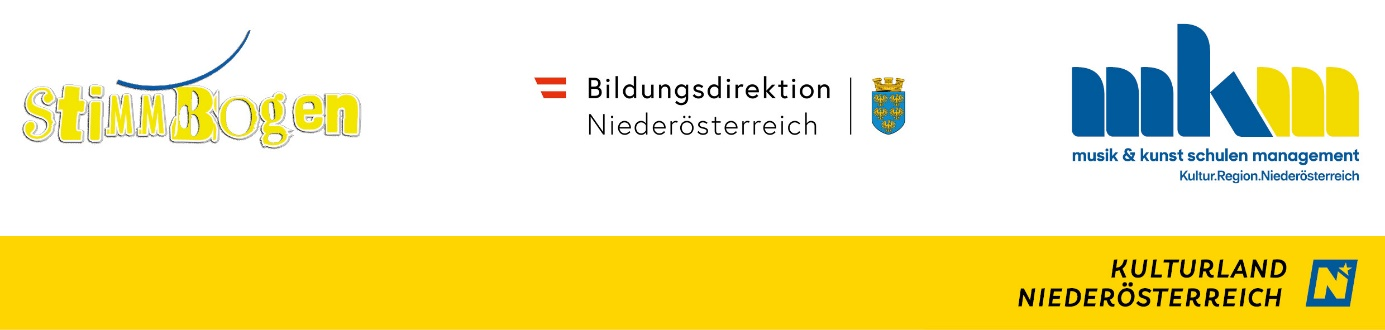 StiMMBogen
Bildungsdirektion
Niederösterreich
mkm
musik & kunst schulen management
Kultur.Region.Niederösterreich
KULTURLAND
NIEDERÖSTERREICH
N